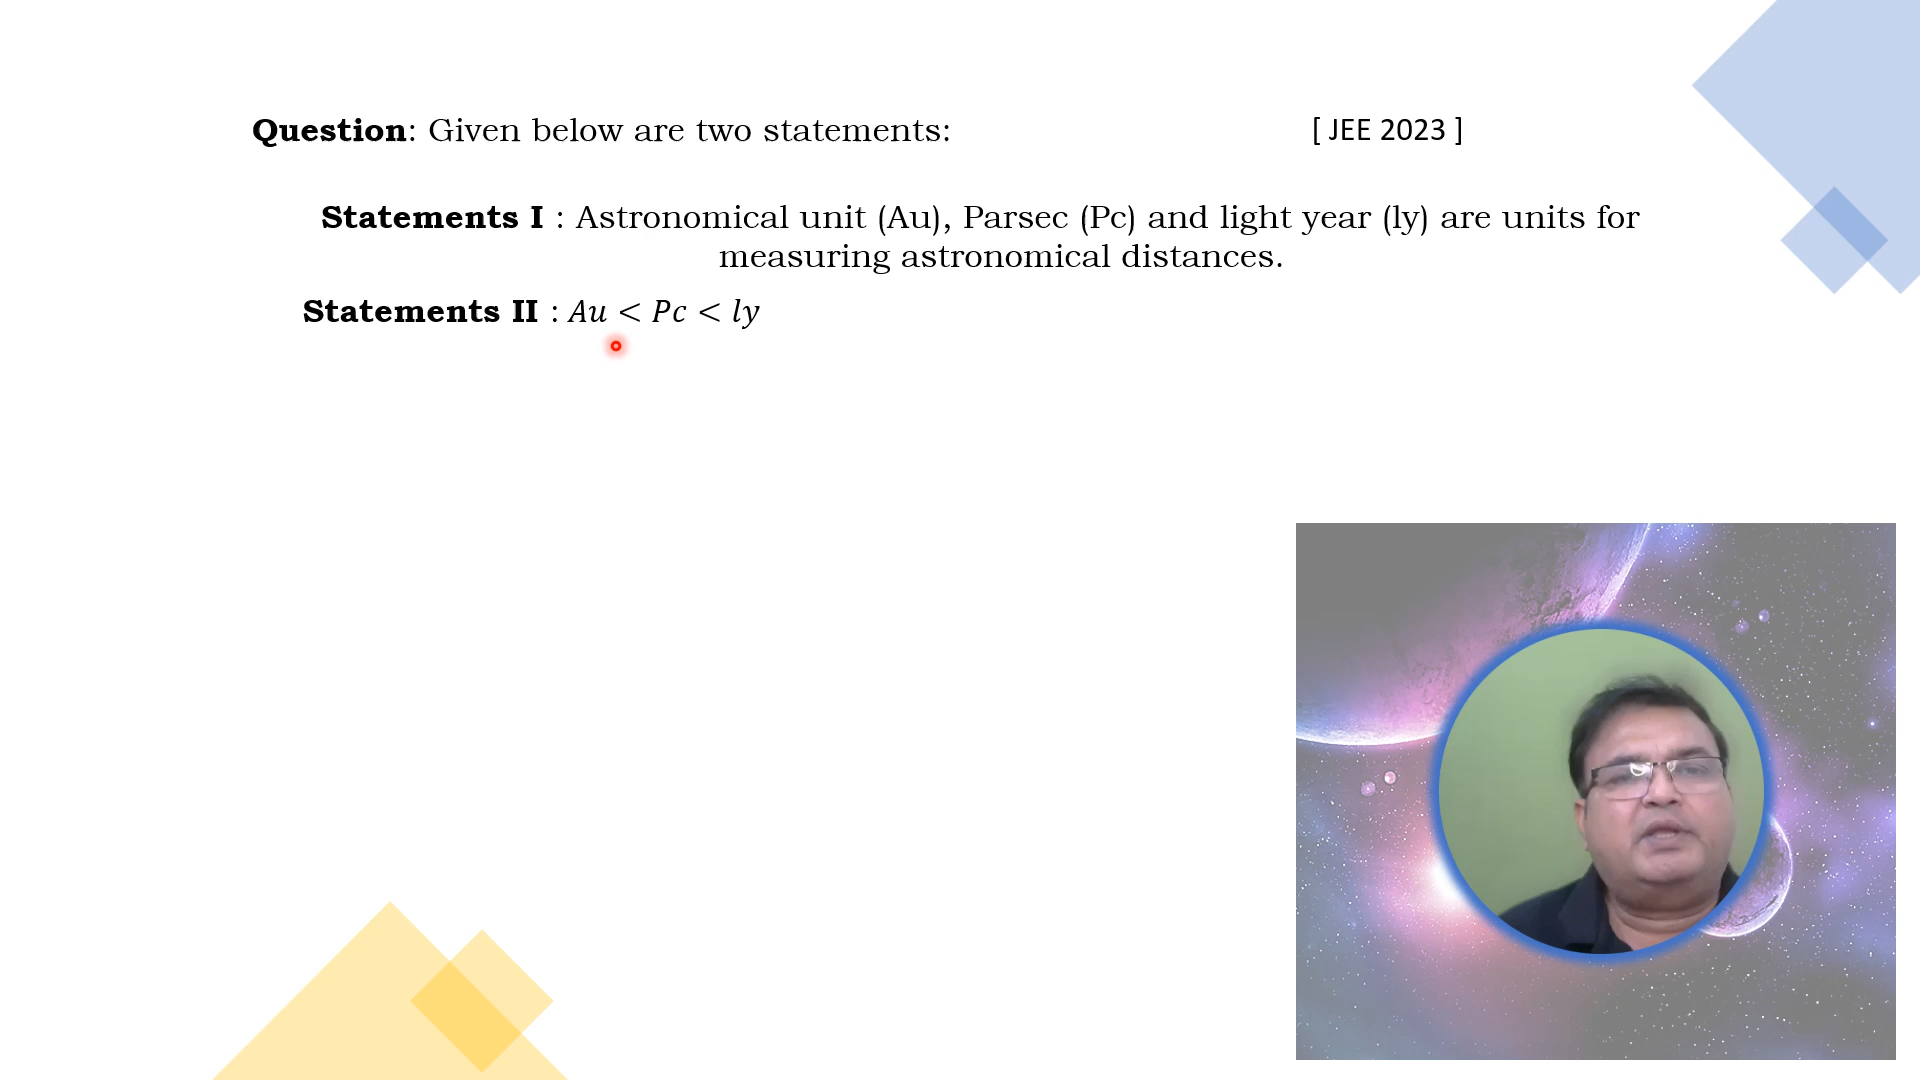 Question: Given below are two statements: [ JEE 2023 ]
Statements I : Astronomical unit (Au), Parsec (Pc) and light year (ly) are units for
measuring astronomical distances.
Statements II : Au < Pc < ly